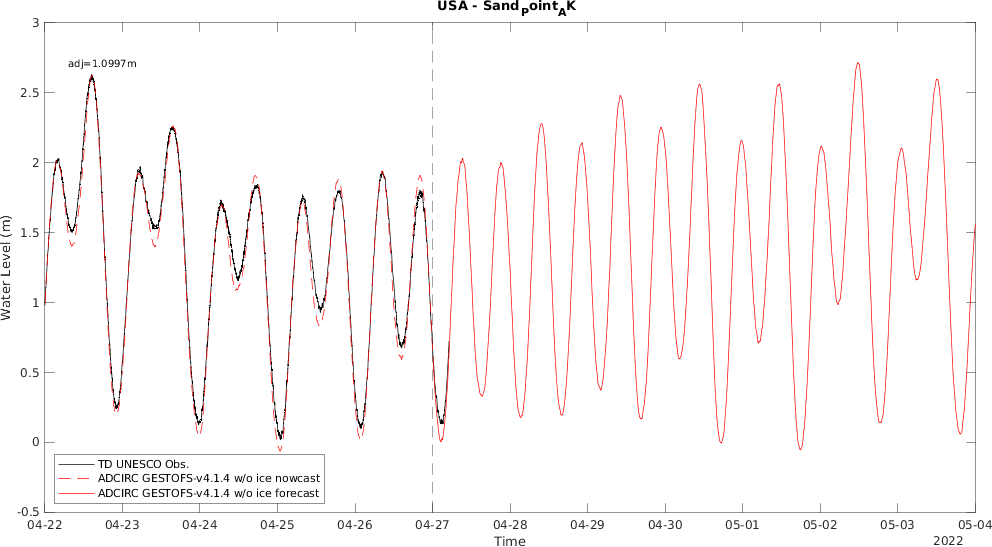 USA - Sand_Point_AK
adj=1.0997m
3
2.5
2
1.5
1
0.5
0
-0.5
Water Level (m)
TD UNESCO Obs.
ADCIRC GESTOFS-v4.1.4 w/o ice nowcast
ADCIRC GESTOFS-v4.1.4 w/o ice forecast
04-22 04-23 04-24 04-25 04-26 04-27 04-28 04-29 04-30 05-01 05-02 05-03 05-04
Time
2022